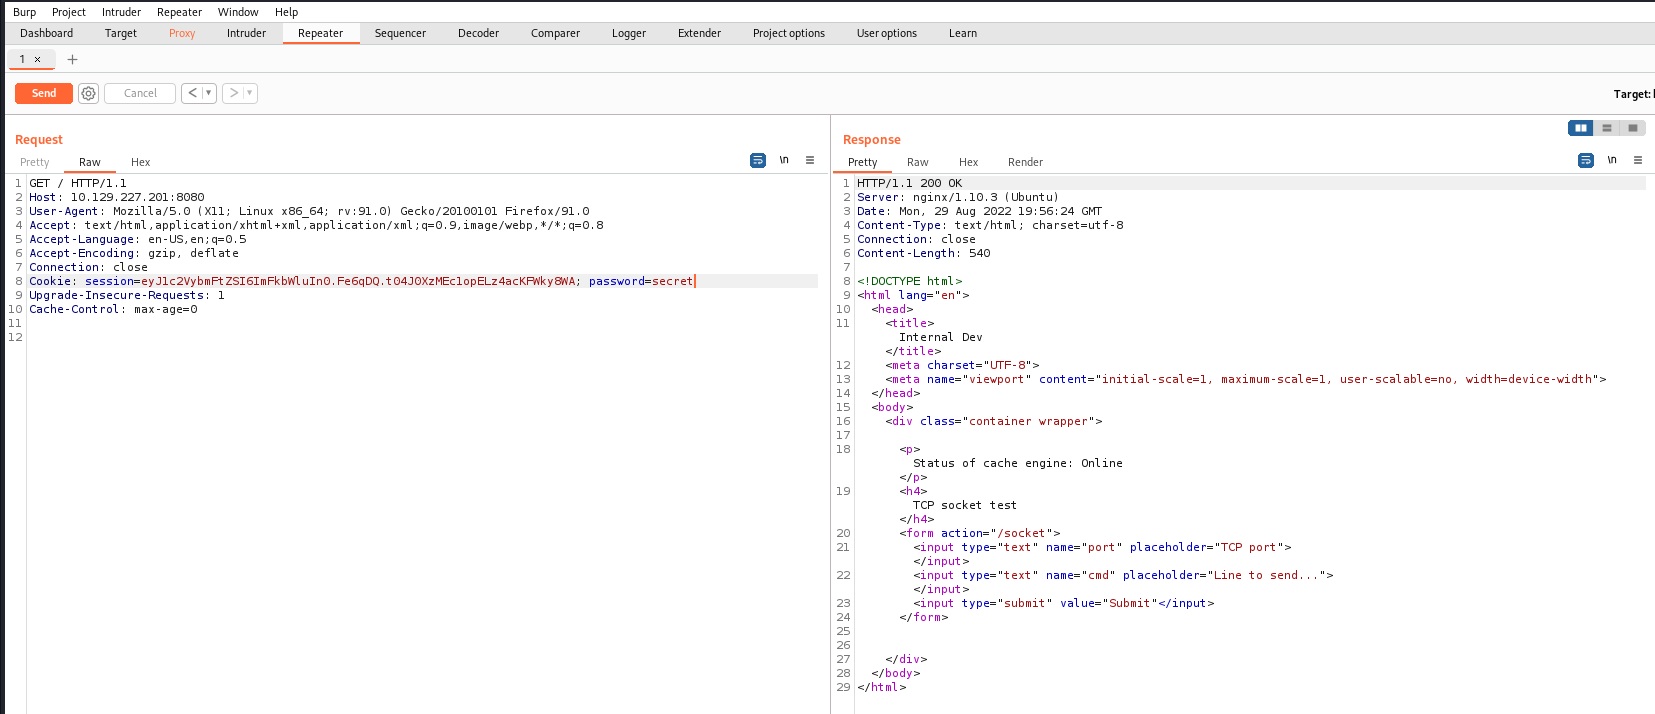 Burp Project Intruder Repeater Window Help
Dashboard Target Proxy Intruder Repeater Sequencer Decoder Comparer Logger Extender Project options User options Learn
1 × +
Send Cancel < ▾ > ▾
Target:
Request
Pretty Raw Hex \n ≡
1 GET / HTTP/1.1
2 Host: 10.129.227.201:8080
3 User-Agent: Mozilla/5.0 (X11; Linux x86_64; rv:91.0) Gecko/20100101 Firefox/91.0
4 Accept: text/html,application/xhtml+xml,application/xml;q=0.9,image/webp,*/*;q=0.8
5 Accept-Language: en-US,en;q=0.5
6 Accept-Encoding: gzip, deflate
7 Connection: close
8 Cookie: session=eyJ1c2VybmFtZSI6ImFkbWluIn0.Fe6qDQ.t04J0XzMEc1opELz4acKFWky8WA; password=secret
9 Upgrade-Insecure-Requests: 1
10 Cache-Control: max-age=0
11
12
Response
Pretty Raw Hex Render \n ≡
1 HTTP/1.1 200 OK
2 Server: nginx/1.10.3 (Ubuntu)
3 Date: Mon, 29 Aug 2022 19:56:24 GMT
4 Content-Type: text/html; charset=utf-8
5 Connection: close
6 Content-Length: 540
7
8 <!DOCTYPE html>
9 <html lang="en">
10 <head>
11 <title>
Internal Dev
</title>
12 <meta charset="UTF-8">
13 <meta name="viewport" content="initial-scale=1, maximum-scale=1, user-scalable=no, width=device-width">
14 </head>
15 <body>
16 <div class="container wrapper">
17
18 <p>
Status of cache engine: Online
</p>
19 <h4>
TCP socket test
</h4>
20 <form action="/socket">
21 <input type="text" name="port" placeholder="TCP port">
</input>
22 <input type="text" name="cmd" placeholder="Line to send...">
</input>
23 <input type="submit" value="Submit"</input>
24 </form>
25
26
27 </div>
28 </body>
29 </html>